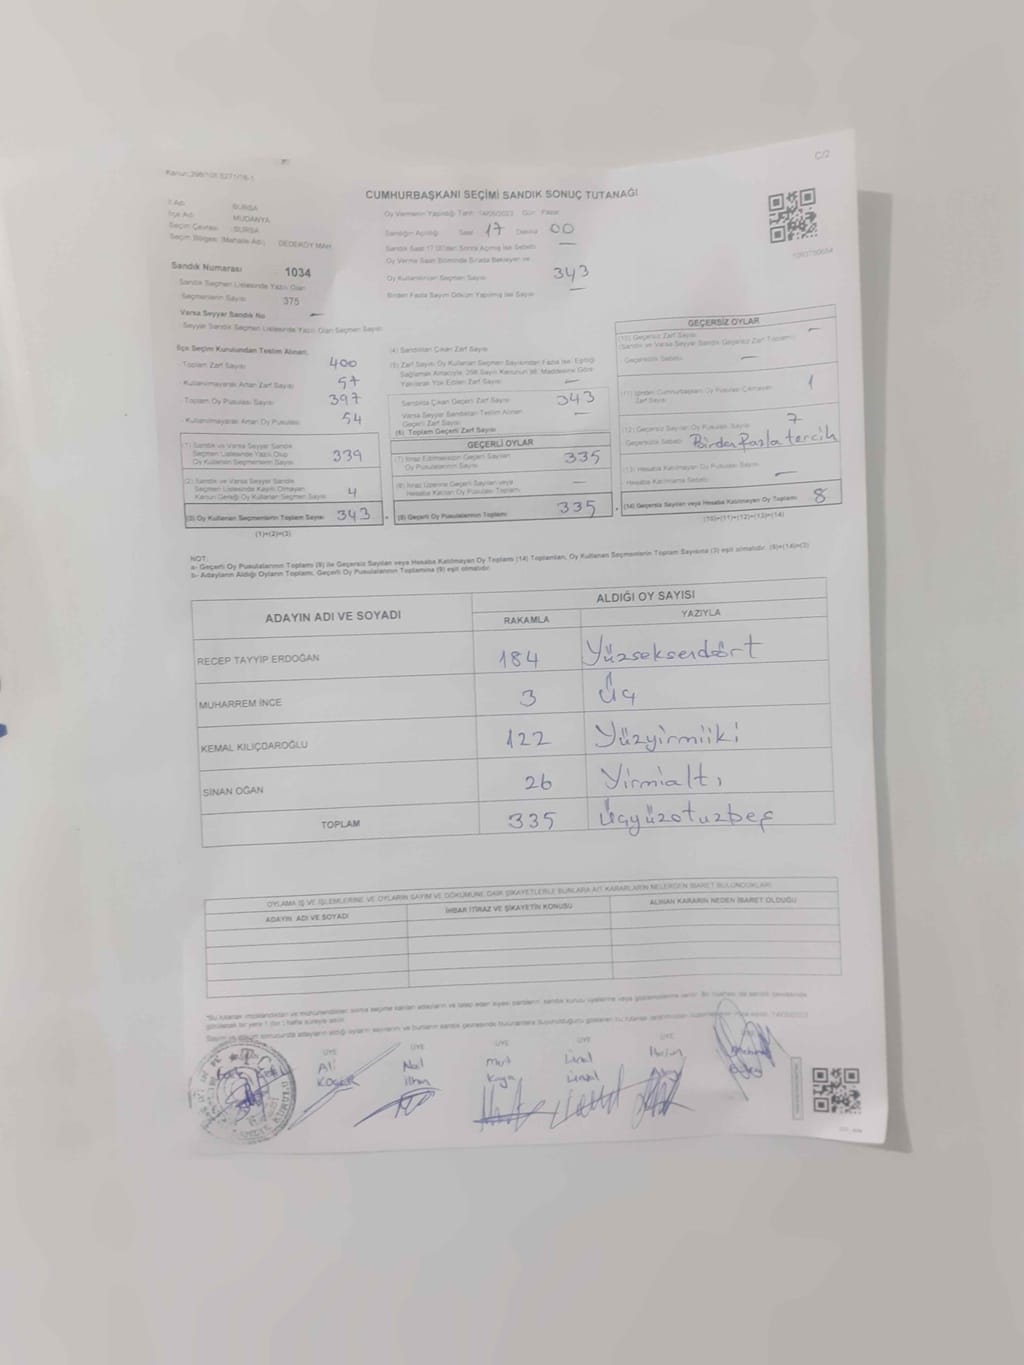 C/2
Kanun:298/105 5271/16-1
CUMHURBAŞKANI SEÇİMİ SANDIK SONUÇ TUTANAĞI
İl Adı: BURSA
İlçe Adı: MUDANYA
Seçim Çevresi: BURSA
Seçim Bölgesi (Mahalle Adı): DEDEKÖY MAH.
Oy Vermenin Yapıldığı Tarih: 14/05/2023 Gün: Pazar
Sandığın Açıldığı: Saat 17 Dakika 00
Sandık Saat 17.00'den Sonra Açılmış İse Sebebi: —
Oy Verme Saati Bitiminde Sırada Bekleyen ve
Oy Kullandırılan Seçmen Sayısı 343
Birden Fazla Sayım Döküm Yapılmış İse Sayısı —
Sandık Numarası 1034
Sandık Seçmen Listesinde Yazılı Olan
Seçmenlerin Sayısı 375
Varsa Seyyar Sandık No —
Seyyar Sandık Seçmen Listesinde Yazılı Olan Seçmen Sayısı
İlçe Seçim Kurulundan Teslim Alınan;
Toplam Zarf Sayısı 400
Kullanılmayarak Artan Zarf Sayısı 57
Toplam Oy Pusulası Sayısı 397
Kullanılmayarak Artan Oy Pusulası 54
(1) Sandık ve Varsa Seyyar Sandık
Seçmen Listesinde Yazılı Olup
Oy Kullanan Seçmenlerin Sayısı 339
(2) Sandık ve Varsa Seyyar Sandık
Seçmen Listesinde Kayıtlı Olmayan
Kanun Gereği Oy Kullanan Seçmen Sayısı 4
(3) Oy Kullanan Seçmenlerin Toplam Sayısı 343
(1)+(2)=(3)
(4) Sandıktan Çıkan Zarf Sayısı
(5) Zarf Sayısı, Oy Kullanan Seçmen Sayısından Fazla İse; Eşitliği
Sağlamak Amacıyla, 298 Sayılı Kanunun 98. Maddesine Göre
Yakılarak Yok Edilen Zarf Sayısı —
Sandıkta Çıkan Geçerli Zarf Sayısı 343
Varsa Seyyar Sandıktan Teslim Alınan
Geçerli Zarf Sayısı —
(6) Toplam Geçerli Zarf Sayısı
GEÇERLİ OYLAR
(7) İtiraz Edilmeksizin Geçerli Sayılan
Oy Pusulalarının Sayısı 335
(8) İtiraz Üzerine Geçerli Sayılan veya
Hesaba Katılan Oy Pusulası Toplamı —
(9) Geçerli Oy Pusulalarının Toplamı 335
GEÇERSİZ OYLAR
(10) Geçersiz Zarf Sayısı —
(Sandık ve Varsa Seyyar Sandık Geçersiz Zarf Toplamı)
Geçersizlik Sebebi —
(11) İçinden Cumhurbaşkanı Oy Pusulası Çıkmayan
Zarf Sayısı 1
(12) Geçersiz Sayılan Oy Pusulası Sayısı 7
Geçersizlik Sebebi Birden fazla tercih
(13) Hesaba Katılmayan Oy Pusulası Sayısı
Hesaba Katılmama Sebebi —
(14) Geçersiz Sayılan veya Hesaba Katılmayan Oy Toplamı 8
(10)+(11)+(12)+(13)=(14)
NOT:
a- Geçerli Oy Pusulalarının Toplamı (9) ile Geçersiz Sayılan veya Hesaba Katılmayan Oy Toplamı (14) Toplamları, Oy Kullanan Seçmenlerin Toplam Sayısına (3) eşit olmalıdır. (9)+(14)=(3)
b- Adayların Aldığı Oyların Toplamı, Geçerli Oy Pusulalarının Toplamına (9) eşit olmalıdır.
ADAYIN ADI VE SOYADI
ALDIĞI OY SAYISI
RAKAMLA YAZIYLA
RECEP TAYYİP ERDOĞAN 184 Yüzseksendört
MUHARREM İNCE 3 Üç
KEMAL KILIÇDAROĞLU 122 Yüzyirmiiki
SİNAN OĞAN 26 Yirmialtı
TOPLAM 335 Üçyüzotuzbeş
OYLAMA İŞ VE İŞLEMLERİNE VE OYLARIN SAYIM VE DÖKÜMÜNE DAİR ŞİKAYETLERLE BUNLARA AİT KARARLARIN NELERDEN İBARET BULUNDUKLARI
ADAYIN ADI VE SOYADI
İHBAR İTİRAZ VE ŞİKAYETİN KONUSU
ALINAN KARARIN NEDEN İBARET OLDUĞU
ÜYE ÜYE ÜYE ÜYE ÜYE
Ali
KOÇER
Mert
Kaya
Ünal